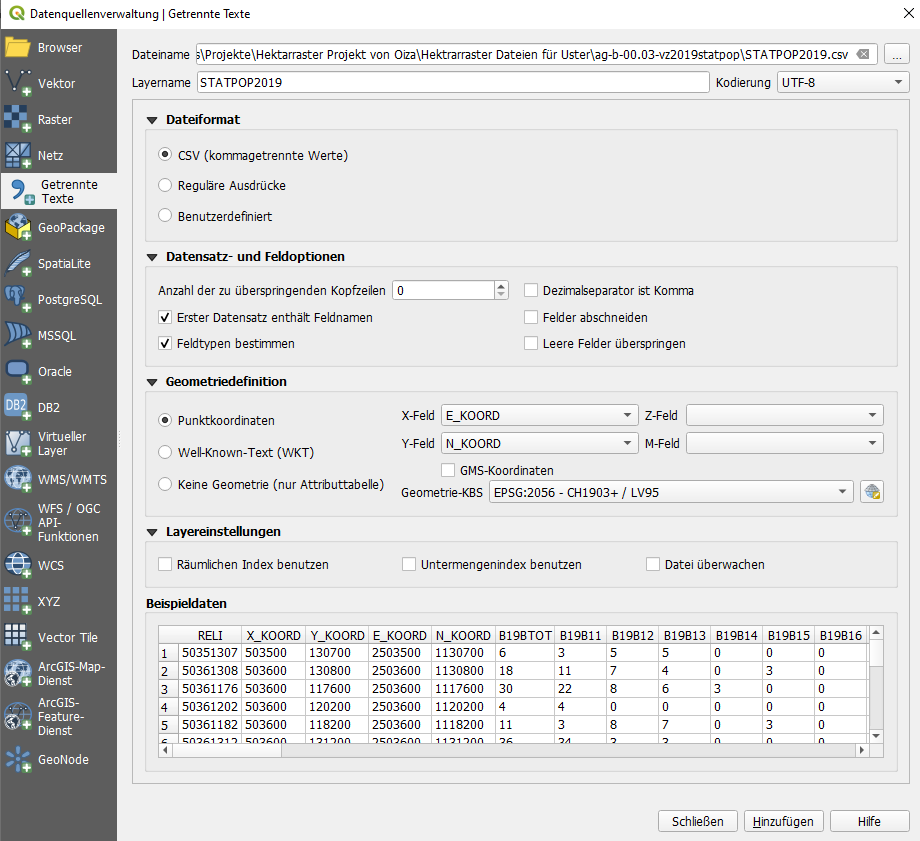 Datenquellenverwaltung | Getrennte Texte
Browser
Vektor
Raster
Netz
Getrennte
Texte
GeoPackage
SpatiaLite
PostgreSQL
MSSQL
Oracle
DB2
Virtueller
Layer
WMS/WMTS
WFS / OGC
API-
Funktionen
WCS
XYZ
Vector Tile
ArcGIS-Map-
Dienst
ArcGIS-
Feature-
Dienst
GeoNode
Dateiname s\Projekte\Hektarraster Projekt von Oiza\Hektrarraster Dateien für Uster\ag-b-00.03-vz2019statpop\STATPOP2019.csv ...
Layername STATPOP2019 Kodierung UTF-8
Dateiformat
CSV (kommagetrennte Werte)
Reguläre Ausdrücke
Benutzerdefiniert
Datensatz- und Feldoptionen
Anzahl der zu überspringenden Kopfzeilen 0 Dezimalseparator ist Komma
Erster Datensatz enthält Feldnamen Felder abschneiden
Feldtypen bestimmen Leere Felder überspringen
Geometriedefinition
Punktkoordinaten X-Feld E_KOORD Z-Feld
Y-Feld N_KOORD M-Feld
Well-Known-Text (WKT)
GMS-Koordinaten
Keine Geometrie (nur Attributtabelle) Geometrie-KBS EPSG:2056 - CH1903+ / LV95
Layereinstellungen
Räumlichen Index benutzen Untermengenindex benutzen Datei überwachen
Beispieldaten
RELI X_KOORD Y_KOORD E_KOORD N_KOORD B19BTOT B19B11 B19B12 B19B13 B19B14 B19B15 B19B16
1 50351307 503500 130700 2503500 1130700 6 3 5 5 0 0 0
2 50361308 503600 130800 2503600 1130800 18 11 7 4 0 3 0
3 50361176 503600 117600 2503600 1117600 30 22 8 6 3 0 0
4 50361202 503600 120200 2503600 1120200 4 4 0 0 0 0 0
5 50361182 503600 118200 2503600 1118200 11 3 8 7 0 3 0
6 50361312 503600 131200 2503600 1131200 36 34 3 3 0 0 0
Schließen Hinzufügen Hilfe